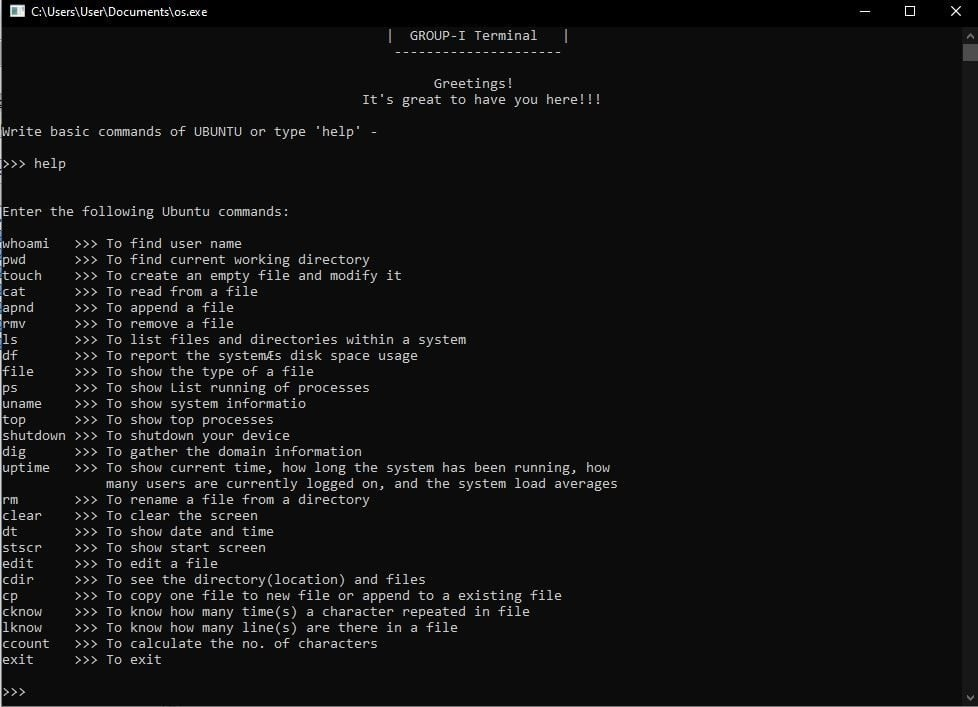 C:\Users\User\Documents\os.exe
| GROUP-I Terminal |
---------------------
Greetings!
It's great to have you here!!!
Write basic commands of UBUNTU or type 'help' -
>>> help
Enter the following Ubuntu commands:
whoami >>> To find user name
pwd >>> To find current working directory
touch >>> To create an empty file and modify it
cat >>> To read from a file
apnd >>> To append a file
rmv >>> To remove a file
ls >>> To list files and directories within a system
df >>> To report the systemÆs disk space usage
file >>> To show the type of a file
ps >>> To show List running of processes
uname >>> To show system informatio
top >>> To show top processes
shutdown >>> To shutdown your device
dig >>> To gather the domain information
uptime >>> To show current time, how long the system has been running, how
many users are currently logged on, and the system load averages
rm >>> To rename a file from a directory
clear >>> To clear the screen
dt >>> To show date and time
stscr >>> To show start screen
edit >>> To edit a file
cdir >>> To see the directory(location) and files
cp >>> To copy one file to new file or append to a existing file
cknow >>> To know how many time(s) a character repeated in file
lknow >>> To know how many line(s) are there in a file
ccount >>> To calculate the no. of characters
exit >>> To exit
>>>